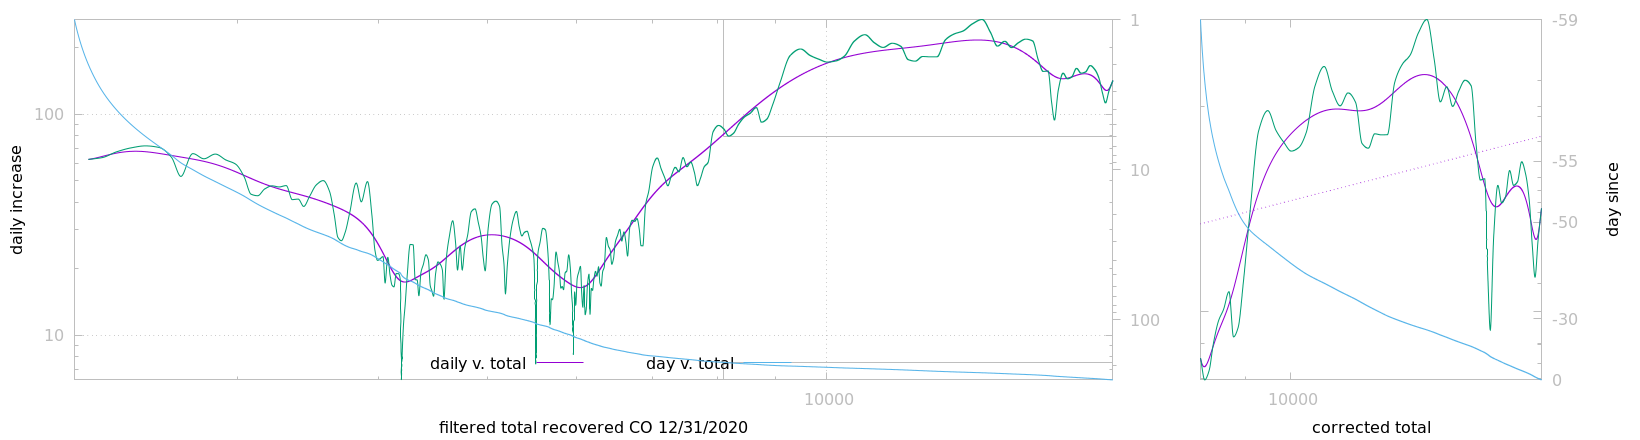 daily increase
100
10
daily v. total
day v. total
10000
filtered total recovered CO 12/31/2020
1
10
100
10000
corrected total
-59
-55
-50
-30
0
day since